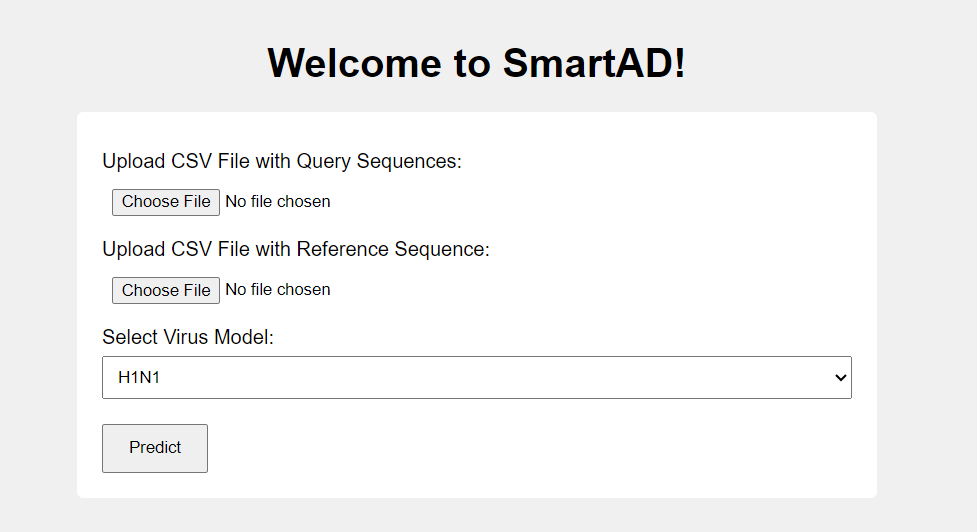 Welcome to SmartAD!
Upload CSV File with Query Sequences:
Choose File No file chosen
Upload CSV File with Reference Sequence:
Choose File No file chosen
Select Virus Model:
H1N1
Predict